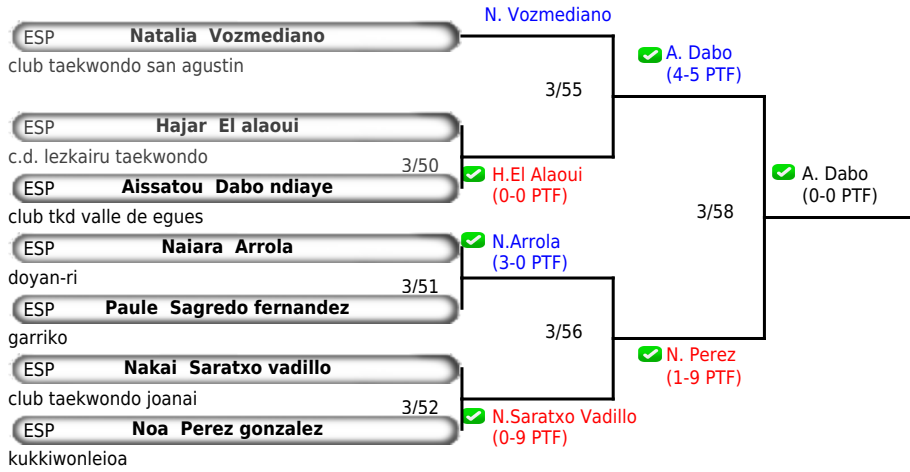 N. Vozmediano
ESP Natalia Vozmediano
club taekwondo san agustin
A. Dabo
(4-5 PTF)
3/55
ESP Hajar El alaoui
c.d. lezkairu taekwondo
3/50
H.El Alaoui
(0-0 PTF)
ESP Aissatou Dabo ndiaye
club tkd valle de egues
A. Dabo
(0-0 PTF)
3/58
ESP Naiara Arrola
N.Arrola
(3-0 PTF)
doyan-ri
3/51
ESP Paule Sagredo fernandez
garriko
3/56
N. Perez
(1-9 PTF)
ESP Nakai Saratxo vadillo
club taekwondo joanai
3/52
N.Saratxo Vadillo
(0-9 PTF)
ESP Noa Perez gonzalez
kukkiwonleioa